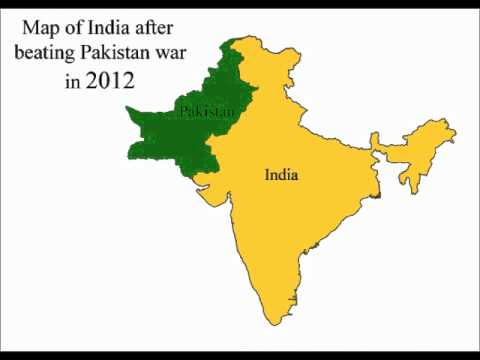 Map of India after
beating Pakistan war
in 2012
Pakistan
India